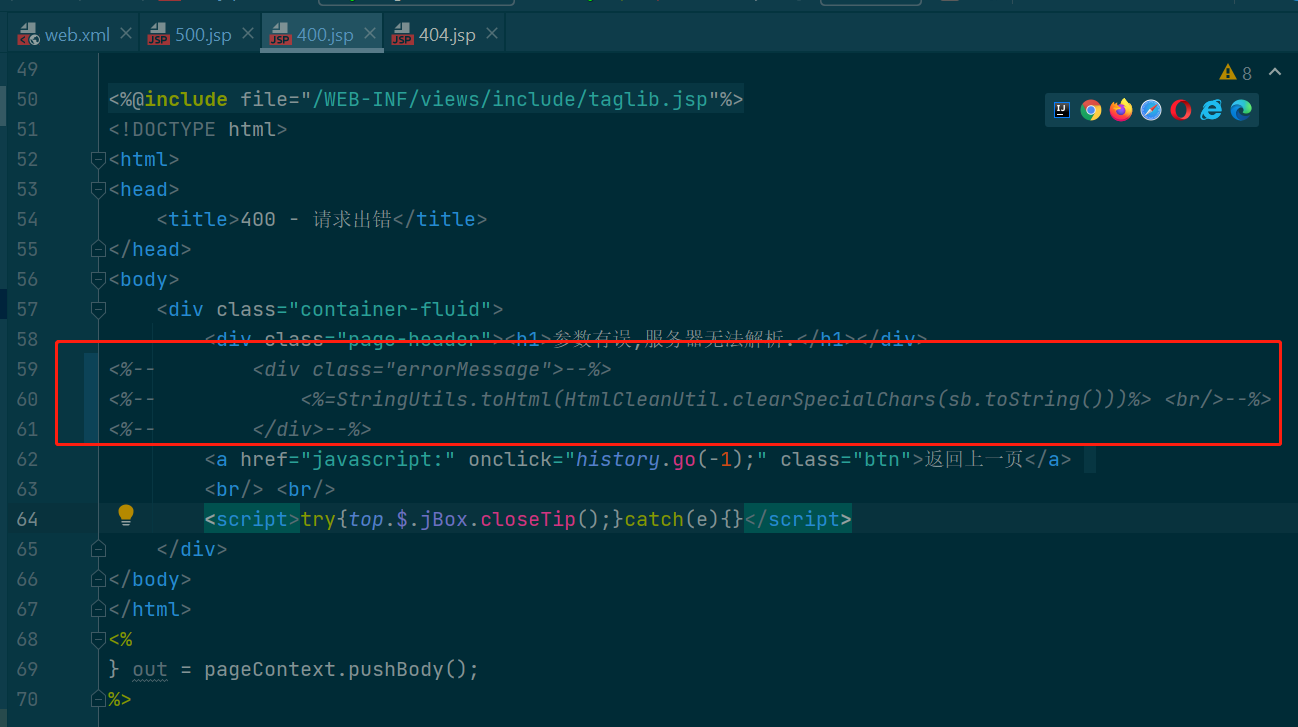 web.xml 500.jsp 400.jsp 404.jsp
49
8
50 <%@include file="/WEB-INF/views/include/taglib.jsp"%>
51 <!DOCTYPE html>
52 <html>
53 <head>
54 <title>400 - 请求出错</title>
55 </head>
56 <body>
57 <div class="container-fluid">
58 <div class="page-header"><h1>参数有误,服务器无法解析.</h1></div>
59 <%-- <div class="errorMessage">--%>
60 <%-- <%=StringUtils.toHtml(HtmlCleanUtil.clearSpecialChars(sb.toString()))%> <br/>--%>
61 <%-- </div>--%>
62 <a href="javascript:" onclick="history.go(-1);" class="btn">返回上一页</a>
63 <br/> <br/>
64 <script>try{top.$.jBox.closeTip();}catch(e){}</script>
65 </div>
66 </body>
67 </html>
68 <%
69 } out = pageContext.pushBody();
70 %>